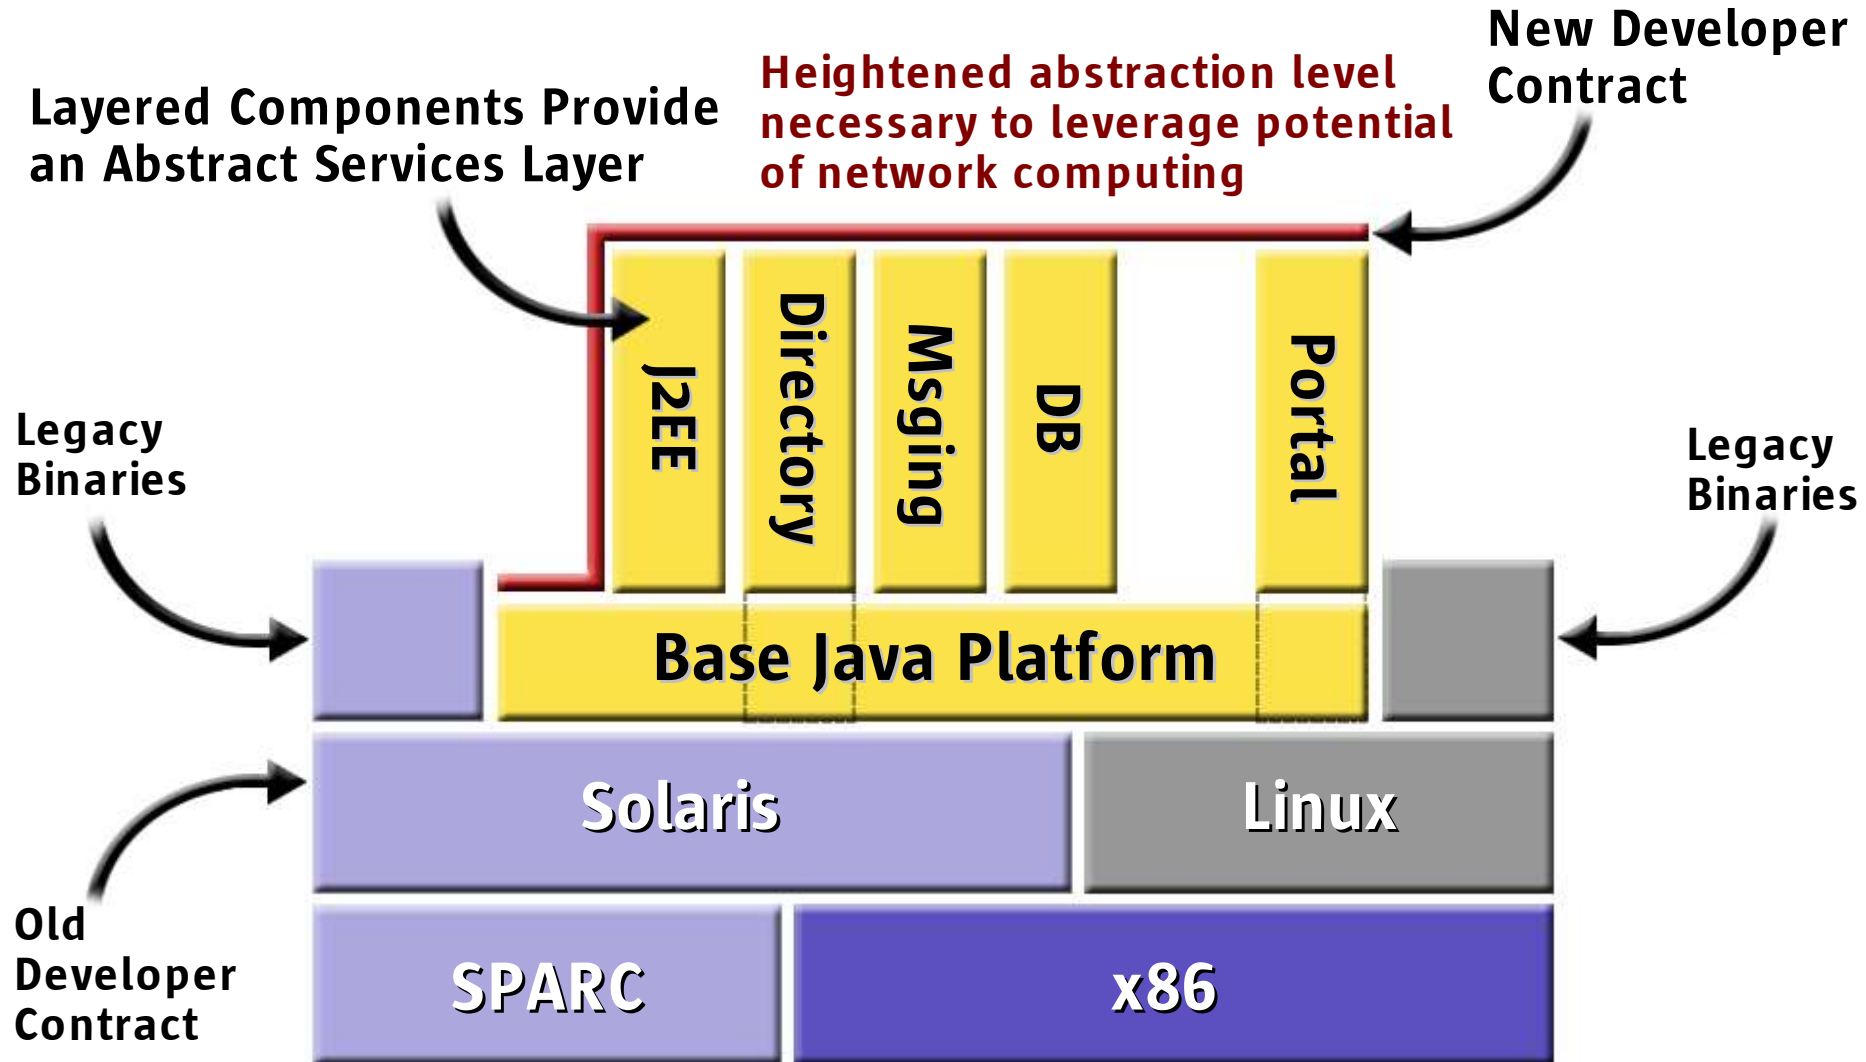 New Developer
Contract
Heightened abstraction level
necessary to leverage potential
of network computing
Layered Components Provide
an Abstract Services Layer
J2EE
Directory
Msging
DB
Portal
Legacy
Binaries
Legacy
Binaries
Base Java Platform
Solaris
Linux
Old
Developer
Contract
SPARC
x86